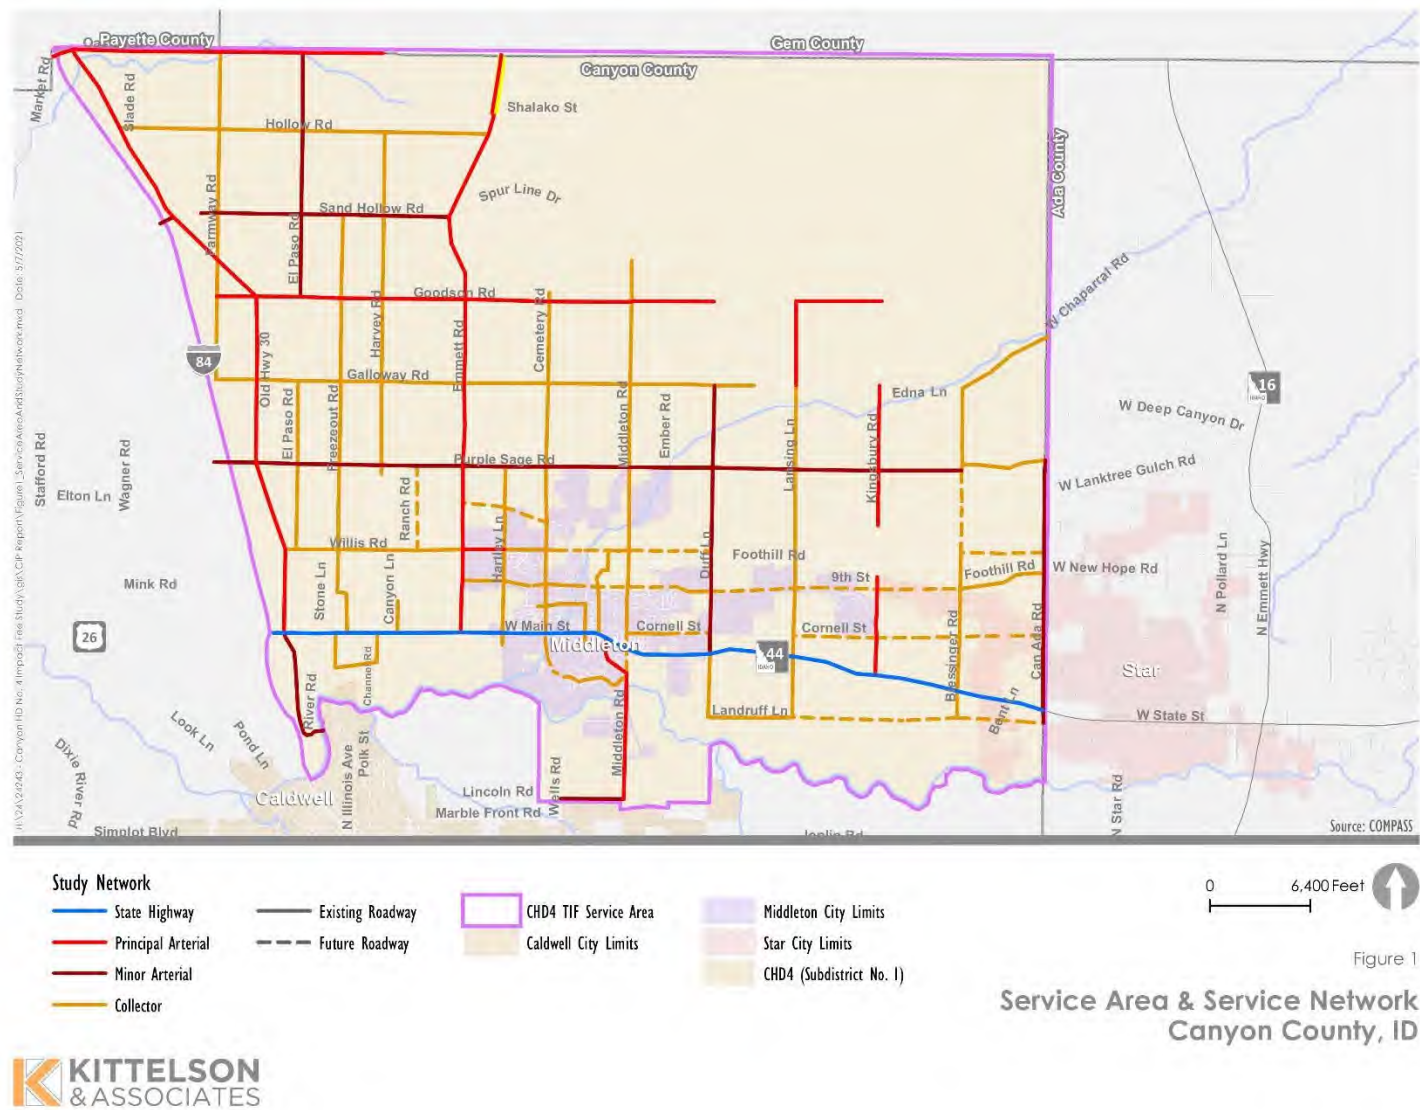 Payette County
Gem County
Canyon County
Market Rd
Slade Rd
Shalako St
Hollow Rd
Ada County
Spur Line Dr
Farmway Rd
Sand Hollow Rd
El Paso Rd
W Chaparral Rd
Goodson Rd
Harvey Rd
Cemetery Rd
Old Hwy 30
Emmett Rd
84
Galloway Rd
Edna Ln
16
IDAHO
W Deep Canyon Dr
El Paso Rd
Freezeout Rd
Middleton Rd
Ember Rd
Lansing Ln
Kingsbury Rd
Stafford Rd
Wagner Rd
Purple Sage Rd
W Lanktree Gulch Rd
Elton Ln
Ranch Rd
Hartley Ln
Willis Rd
Duff Ln
Foothill Rd
Foothill Rd
W New Hope Rd
N Pollard Ln
N Emmett Hwy
Mink Rd
Stone Ln
Canyon Ln
9th St
26
W Main St
Cornell St
Cornell St
Middleton
44
IDAHO
Blessinger Rd
Can Ada Rd
Star
Channel Rd
River Rd
Middleton Rd
Landruff Ln
Bent Ln
W State St
Look Ln
Pond Ln
Dixie River Rd
N Illinois Ave
Polk St
Wells Rd
Lincoln Rd
Caldwell
Marble Front Rd
N Star Rd
Simplot Blvd
Joplin Rd
Source: COMPASS
Study Network
State Highway
Principal Arterial
Minor Arterial
Collector
Existing Roadway
Future Roadway
CHD4 TIF Service Area
Caldwell City Limits
Middleton City Limits
Star City Limits
CHD4 (Subdistrict No. 1)
0 6,400 Feet
Figure 1
Service Area & Service Network
Canyon County, ID
KITTELSON
& ASSOCIATES